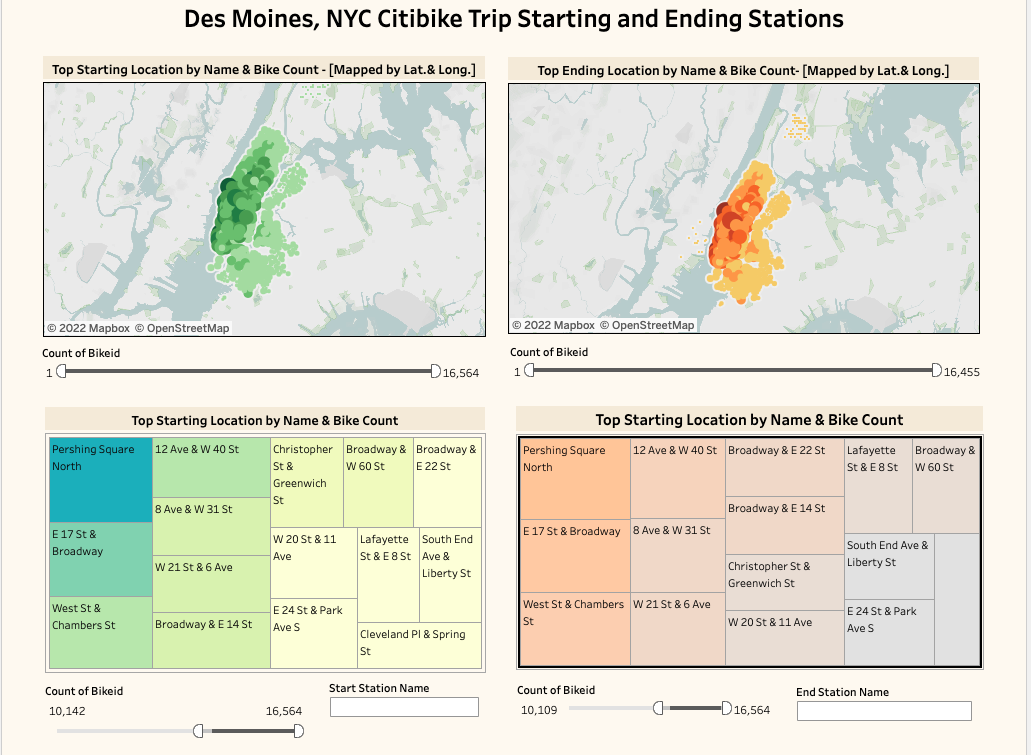 Des Moines, NYC Citibike Trip Starting and Ending Stations
Top Starting Location by Name & Bike Count - [Mapped by Lat.& Long.]
© 2022 Mapbox © OpenStreetMap
Count of Bikeid
1
16,564
Top Ending Location by Name & Bike Count- [Mapped by Lat.& Long.]
© 2022 Mapbox © OpenStreetMap
Count of Bikeid
1
16,455
Top Starting Location by Name & Bike Count
Pershing Square
North
E 17 St &
Broadway
West St &
Chambers St
12 Ave & W 40 St
8 Ave & W 31 St
W 21 St & 6 Ave
Broadway & E 14 St
Christopher
St &
Greenwich
St
Broadway &
W 60 St
Broadway &
E 22 St
W 20 St & 11
Ave
E 24 St & Park
Ave S
Lafayette
St & E 8 St
South End
Ave &
Liberty St
Cleveland Pl & Spring
St
Count of Bikeid
10,142
16,564
Start Station Name
Top Starting Location by Name & Bike Count
Pershing Square
North
E 17 St & Broadway
West St & Chambers
St
12 Ave & W 40 St
8 Ave & W 31 St
W 21 St & 6 Ave
Broadway & E 22 St
Broadway & E 14 St
Christopher St &
Greenwich St
W 20 St & 11 Ave
Lafayette
St & E 8 St
Broadway &
W 60 St
South End Ave &
Liberty St
E 24 St & Park
Ave S
Count of Bikeid
10,109
16,564
End Station Name